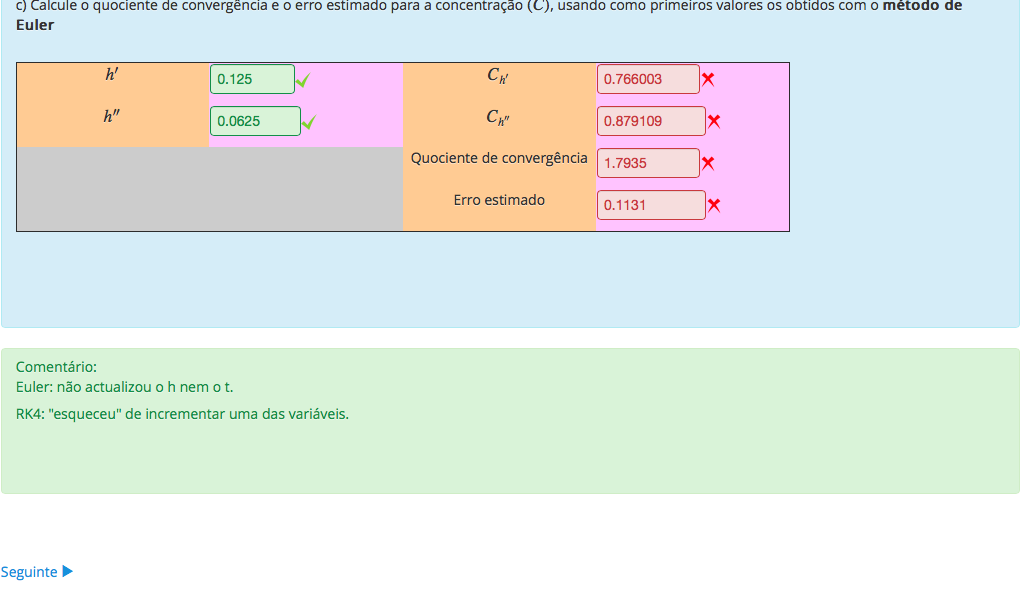 c) Calcule o quociente de convergência e o erro estimado para a concentração (C), usando como primeiros valores os obtidos com o método de
Euler
h′ 0.125 C_h′ 0.766003
h″ 0.0625 C_h″ 0.879109
Quociente de convergência 1.7935
Erro estimado 0.1131
Comentário:
Euler: não actualizou o h nem o t.
RK4: "esqueceu" de incrementar uma das variáveis.
Seguinte ▶